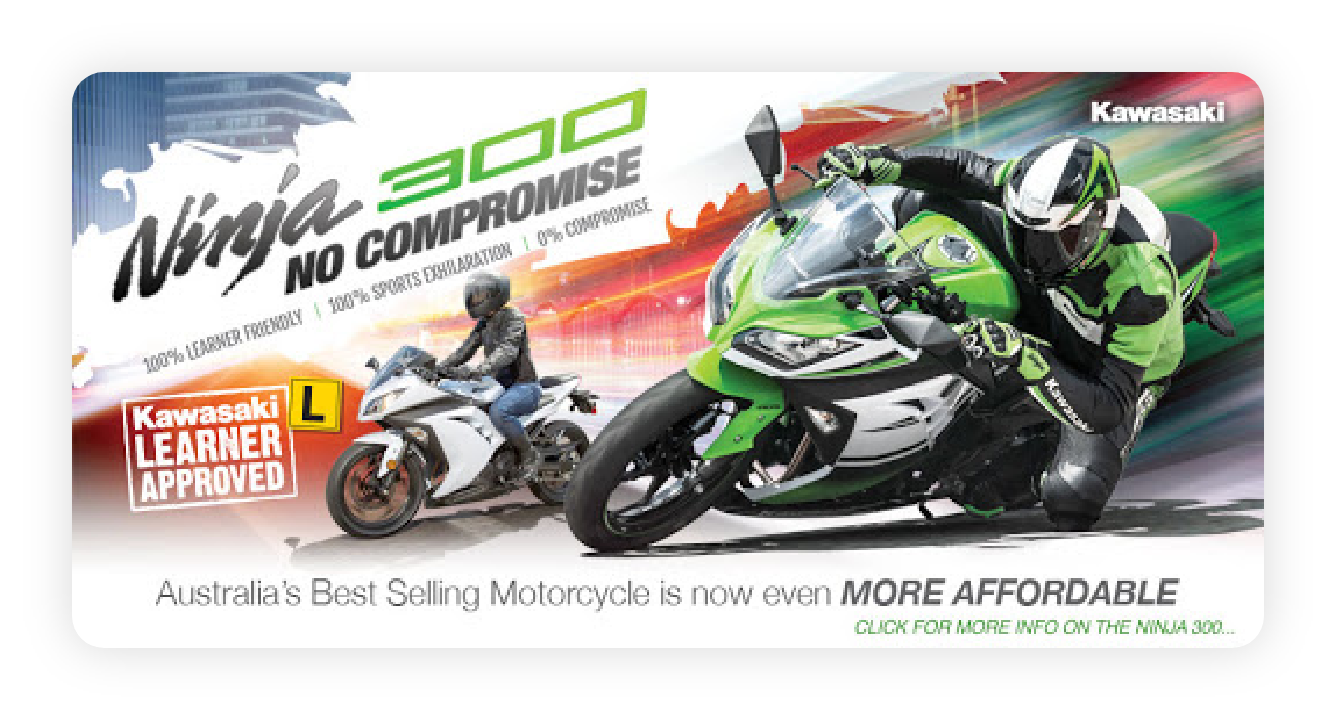 Kawasaki
Ninja 300
NO COMPROMISE
100% LEARNER FRIENDLY | 100% SPORTS EXHILARATION | 0% COMPROMISE
L
Kawasaki
LEARNER
APPROVED
Kawasaki
Australia's Best Selling Motorcycle is now even MORE AFFORDABLE
CLICK FOR MORE INFO ON THE NINJA 300...